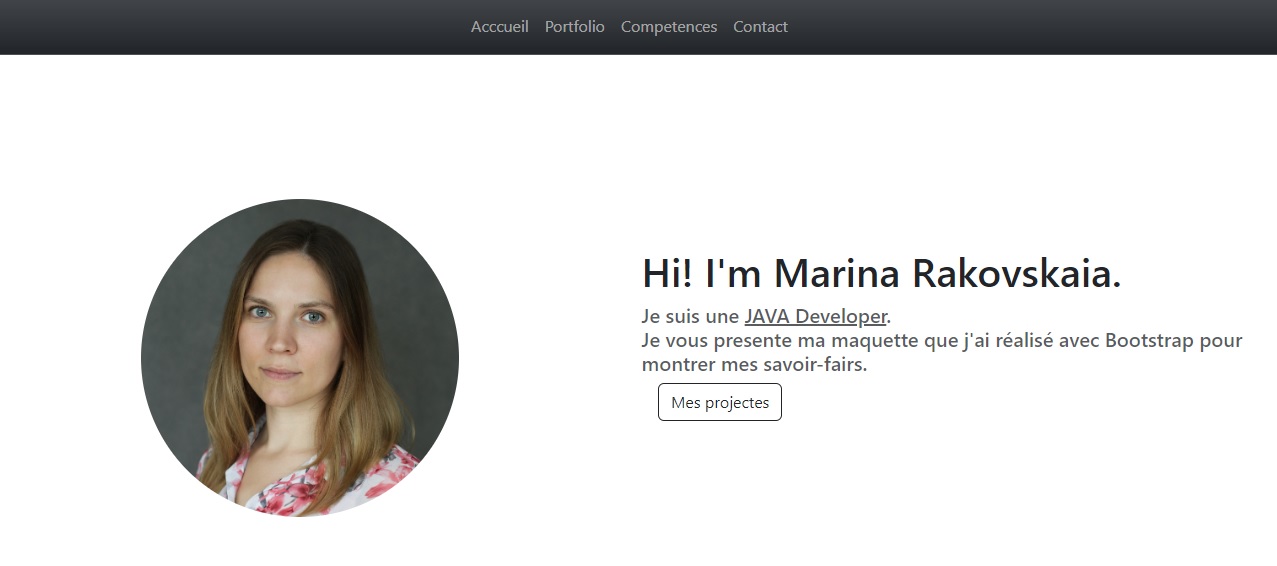 Acccueil Portfolio Competences Contact
Hi! I'm Marina Rakovskaia.
Je suis une JAVA Developer.
Je vous presente ma maquette que j'ai réalisé avec Bootstrap pour
montrer mes savoir-fairs.
Mes projectes